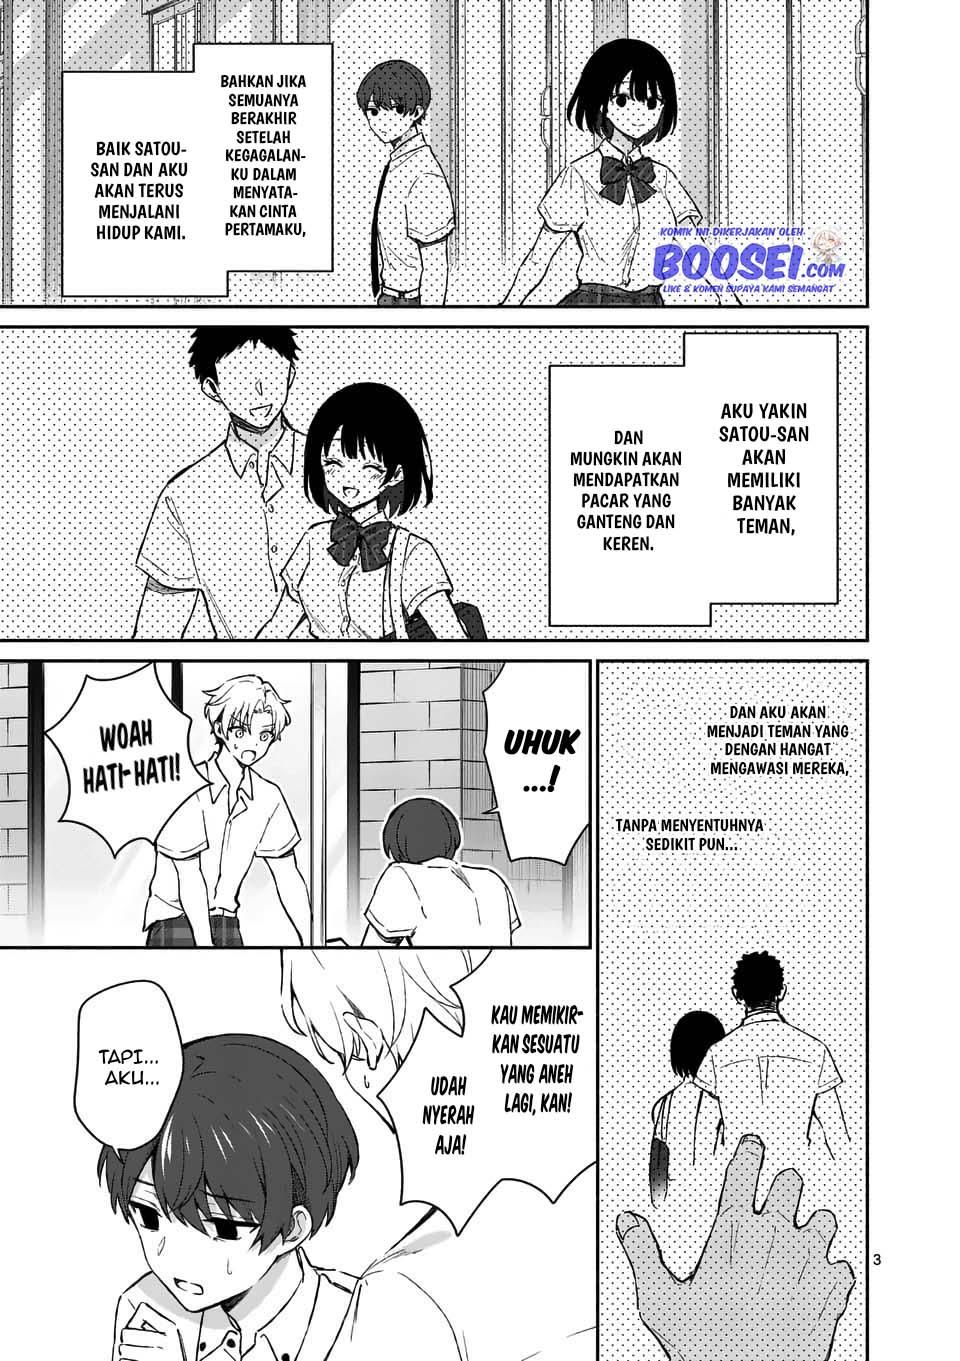 BAHKAN JIKA
SEMUANYA
BERAKHIR
SETELAH
KEGAGALAN-
KU DALAM
MENYATA-
KAN CINTA
PERTAMAKU,
BAIK SATOU-
SAN DAN AKU
AKAN TERUS
MENJALANI
HIDUP KAMI.
KOMIK INI DIKERJAKAN OLEH
BOOSEI.COM
LIKE & KOMEN SUPAYA KAMI SEMANGAT
AKU YAKIN
SATOU-SAN
AKAN
MEMILIKI
BANYAK
TEMAN,
DAN
MUNGKIN AKAN
MENDAPATKAN
PACAR YANG
GANTENG DAN
KEREN.
DAN AKU AKAN
MENJADI TEMAN YANG
DENGAN HANGAT
MENGAWASI MEREKA,
TANPA MENYENTUHNYA
SEDIKIT PUN...
UHUK
...!
WOAH
HATI-HATI!
KAU MEMIKIR-
KAN SESUATU
YANG ANEH
LAGI, KAN!
UDAH
NYERAH
AJA!
TAPI...
AKU...
3